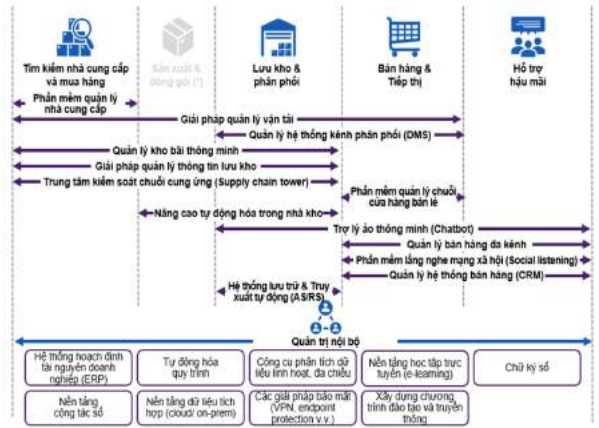 Tìm kiếm nhà cung cấp
và mua hàng
Sản xuất &
đóng gói (*)
Lưu kho &
phân phối
Bán hàng &
Tiếp thị
Hỗ trợ
hậu mãi
Phần mềm quản lý
nhà cung cấp
Giải pháp quản lý vận tải
Quản lý hệ thống kênh phân phối (DMS)
Quản lý kho bãi thông minh
Giải pháp quản lý thông tin lưu kho
Trung tâm kiểm soát chuỗi cung ứng (Supply chain tower)
Phần mềm quản lý chuỗi
cửa hàng bán lẻ
Nâng cao tự động hóa trong nhà kho
Trợ lý ảo thông minh (Chatbot)
Quản lý bán hàng đa kênh
Phần mềm lắng nghe mạng xã hội (Social listening)
Quản lý hệ thống bán hàng (CRM)
Hệ thống lưu trữ & Truy
xuất tự động (AS/RS)
Quản trị nội bộ
Hệ thống hoạch định
tài nguyên doanh
nghiệp (ERP)
Tự động hóa
quy trình
Công cụ phân tích dữ
liệu linh hoạt, đa chiều
Nền tảng học tập trực
tuyến (e-learning)
Chữ ký số
Nền tảng
cộng tác số
Nền tảng dữ liệu tích
hợp (cloud/ on-prem)
Các giải pháp bảo mật
(VPN, endpoint
protection v.v.)
Xây dựng chương
trình đào tạo và truyền
thông